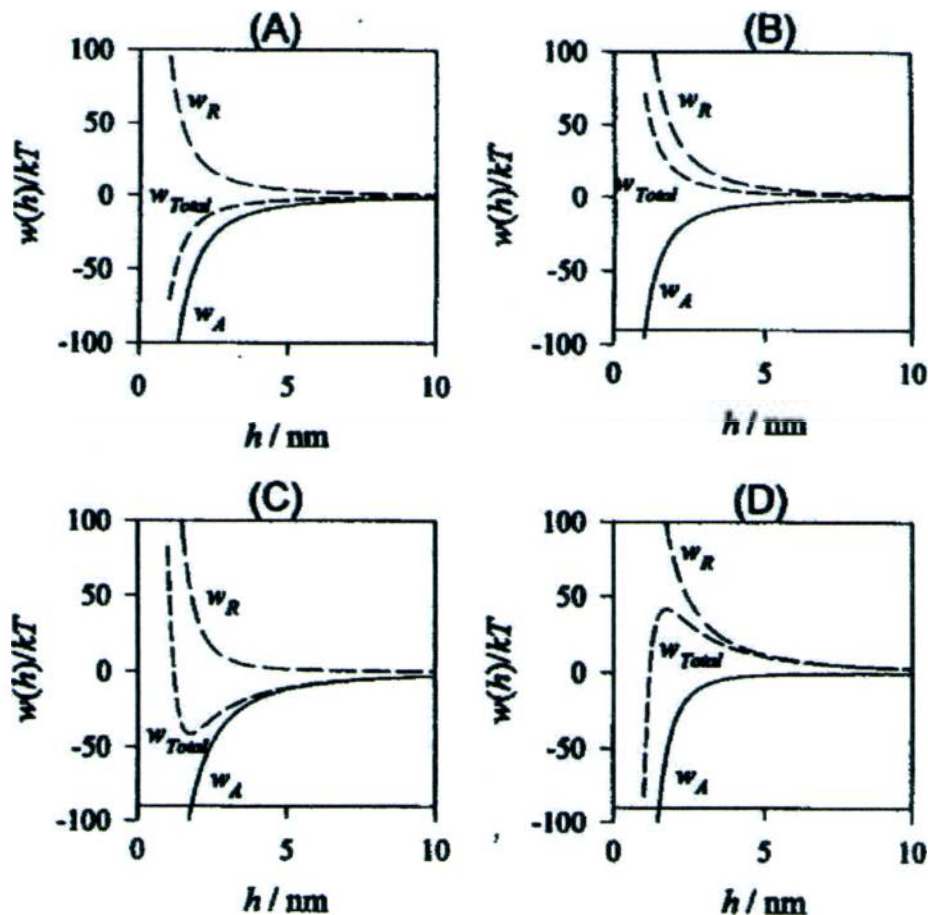 (A)
100
50
0
-50
-100
w(h)/kT
w_R
w_Total
w_A
0 5 10
h / nm
(B)
100
50
0
-50
-100
w(h)/kT
w_R
w_Total
w_A
0 5 10
h / nm
(C)
100
50
0
-50
-100
w(h)/kT
w_R
w_Total
w_A
0 5 10
h / nm
(D)
100
50
0
-50
-100
w(h)/kT
w_R
w_Total
w_A
0 5 10
h / nm